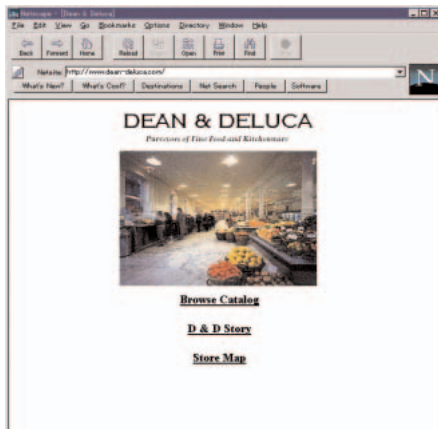 Netscape - [Dean & Deluca]
File Edit View Go Bookmarks Options Directory Window Help
Back Forward Home Reload Open Print Find
Netsite: http://www.dean-deluca.com/
What's New? What's Cool? Destinations Net Search People Software
N
DEAN & DELUCA
Purveyors of Fine Food and Kitchenware
Browse Catalog
D & D Story
Store Map